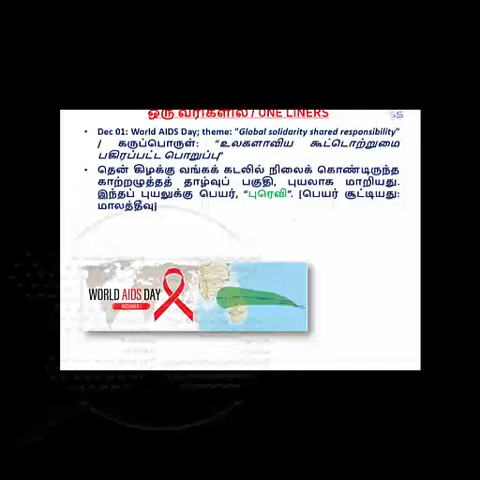 ஒரு வரிகளில் / ONE LINERS
Dec 01: World AIDS Day; theme: "Global solidarity shared responsibility"
/ கருப்பொருள்: "உலகளாவிய கூட்டொற்றுமை
பகிரப்பட்ட பொறுப்பு"
தென் கிழக்கு வங்கக் கடலில் நிலைக் கொண்டிருந்த
காற்றழுத்தத் தாழ்வுப் பகுதி, புயலாக மாறியது.
இந்தப் புயலுக்கு பெயர், "புரெவி". [பெயர் சூட்டியது:
மாலத்தீவு]
WORLD AIDS DAY
DECEMBER 1